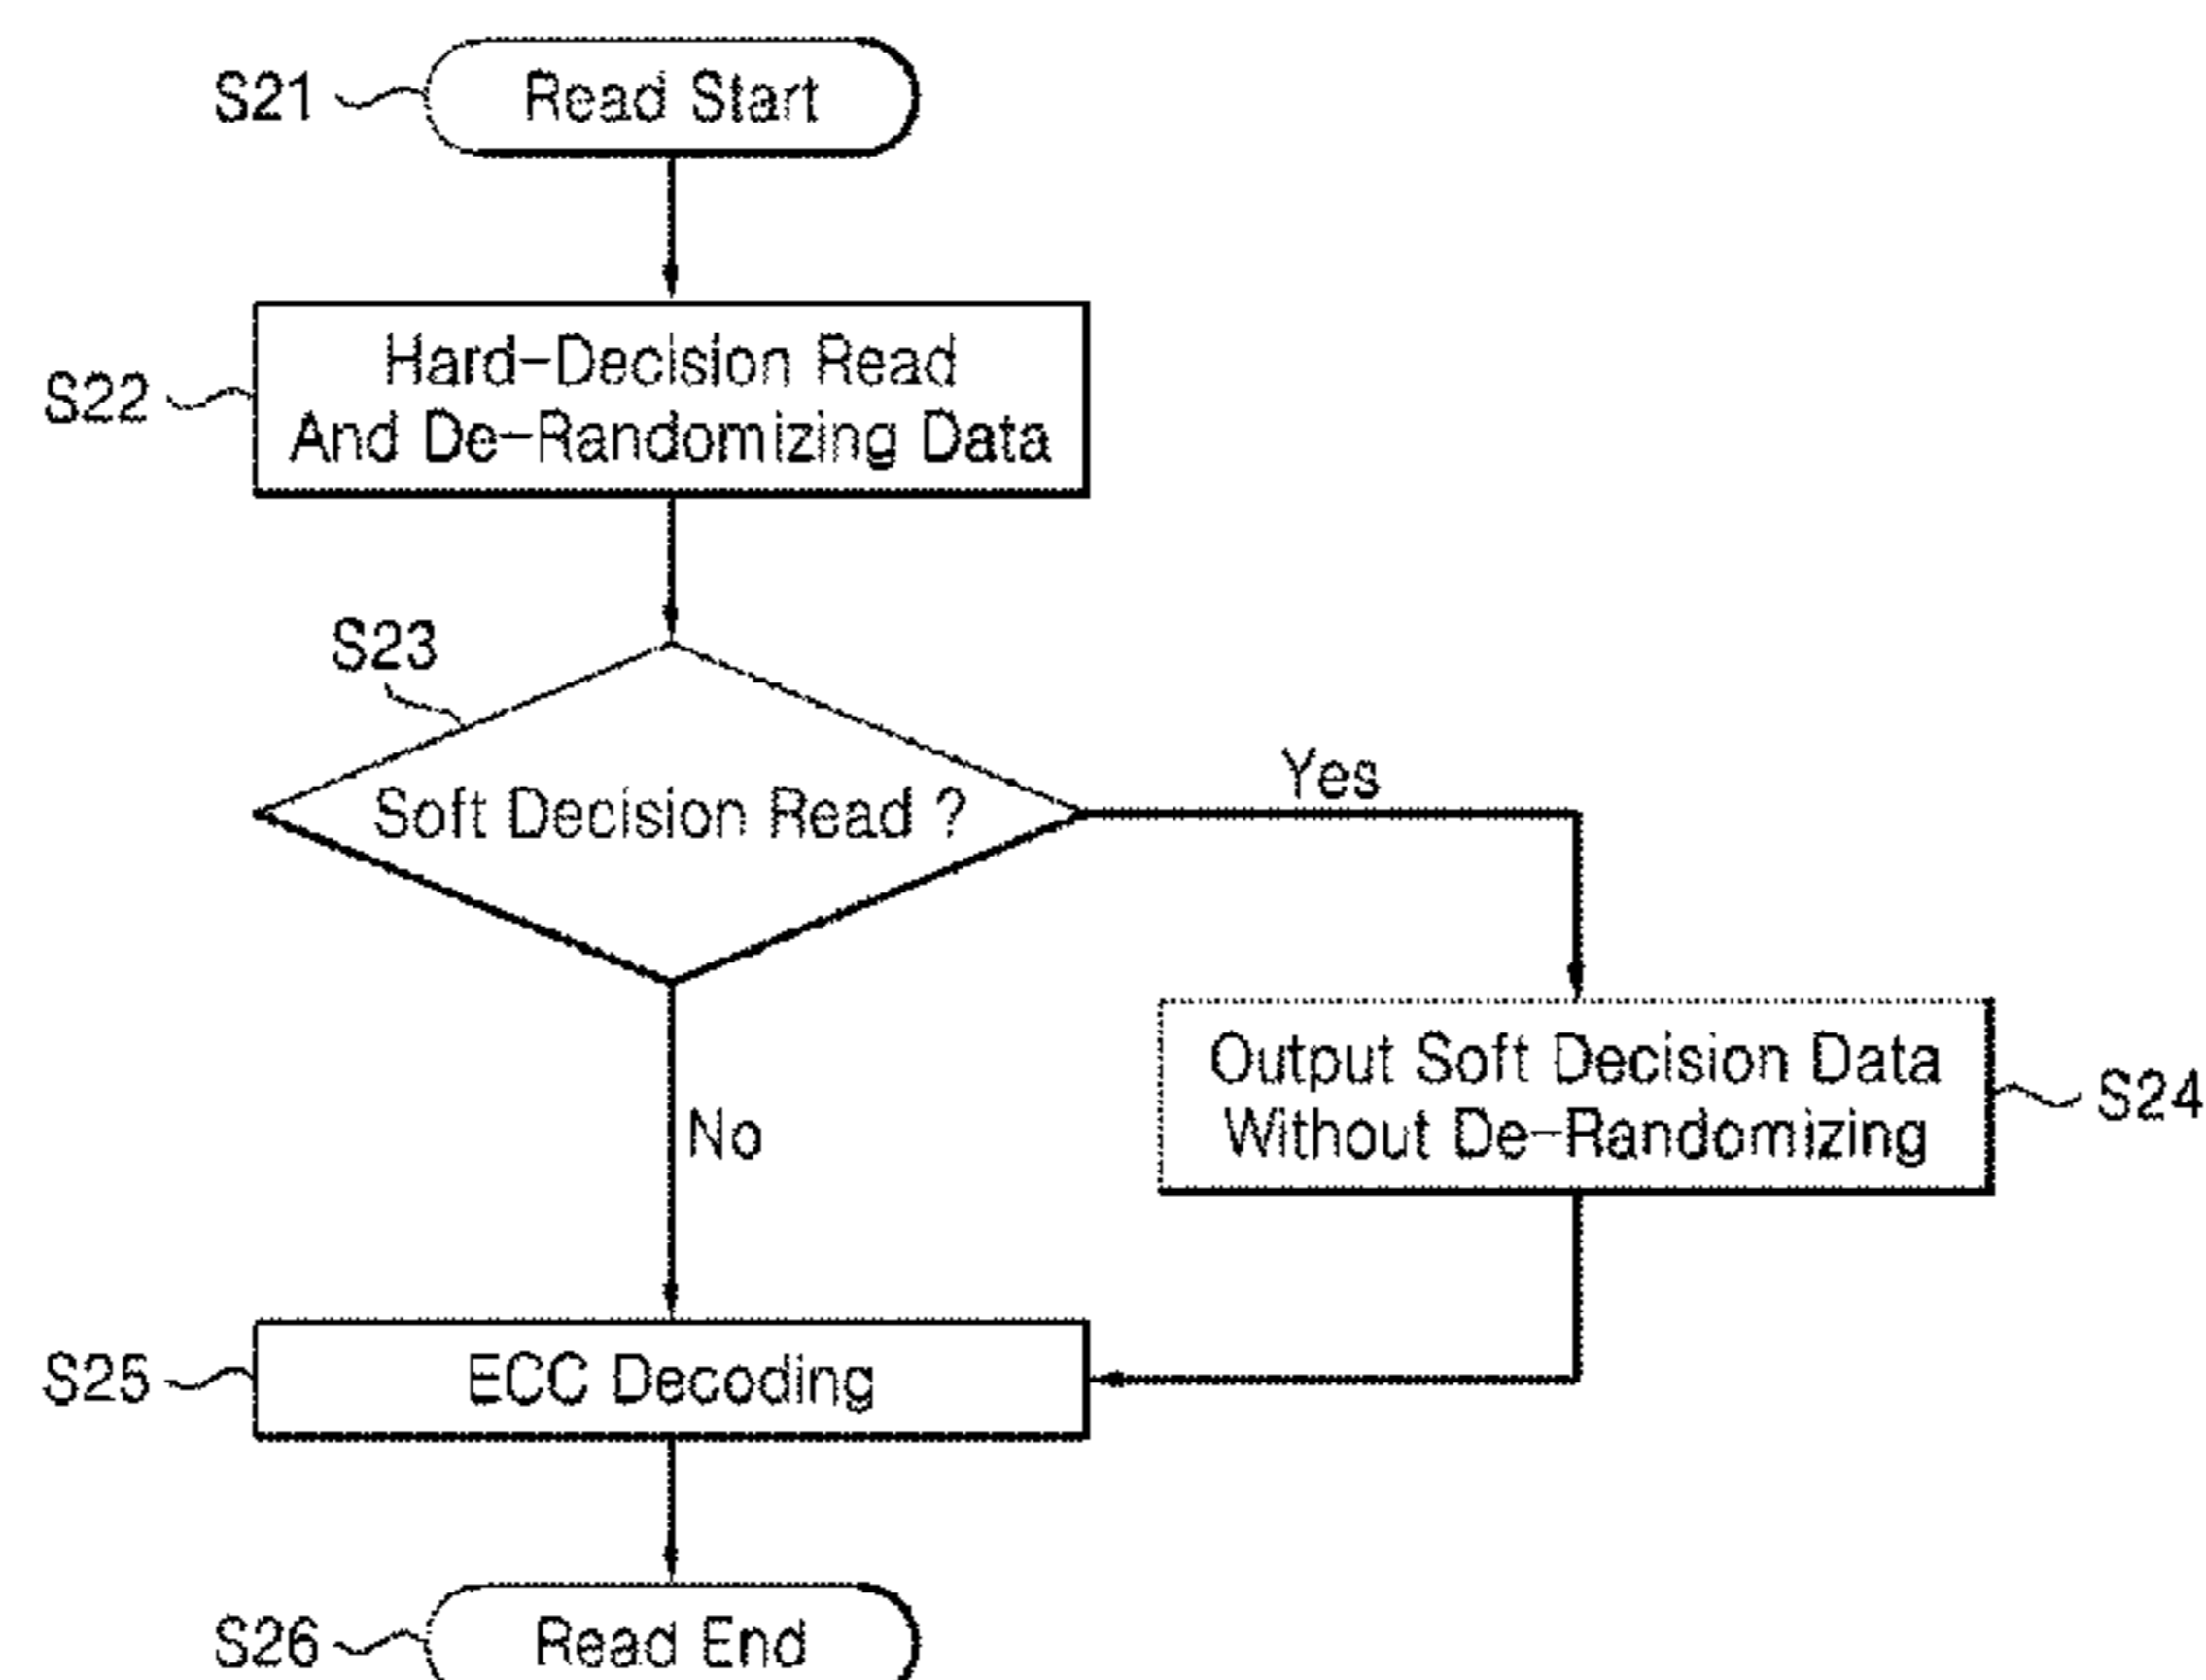 S21
Read Start
S22
Hard-Decision Read
And De-Randomizing Data
S23
Soft Decision Read ?
Yes
No
Output Soft Decision Data
Without De-Randomizing
S24
S25
ECC Decoding
S26
Read End